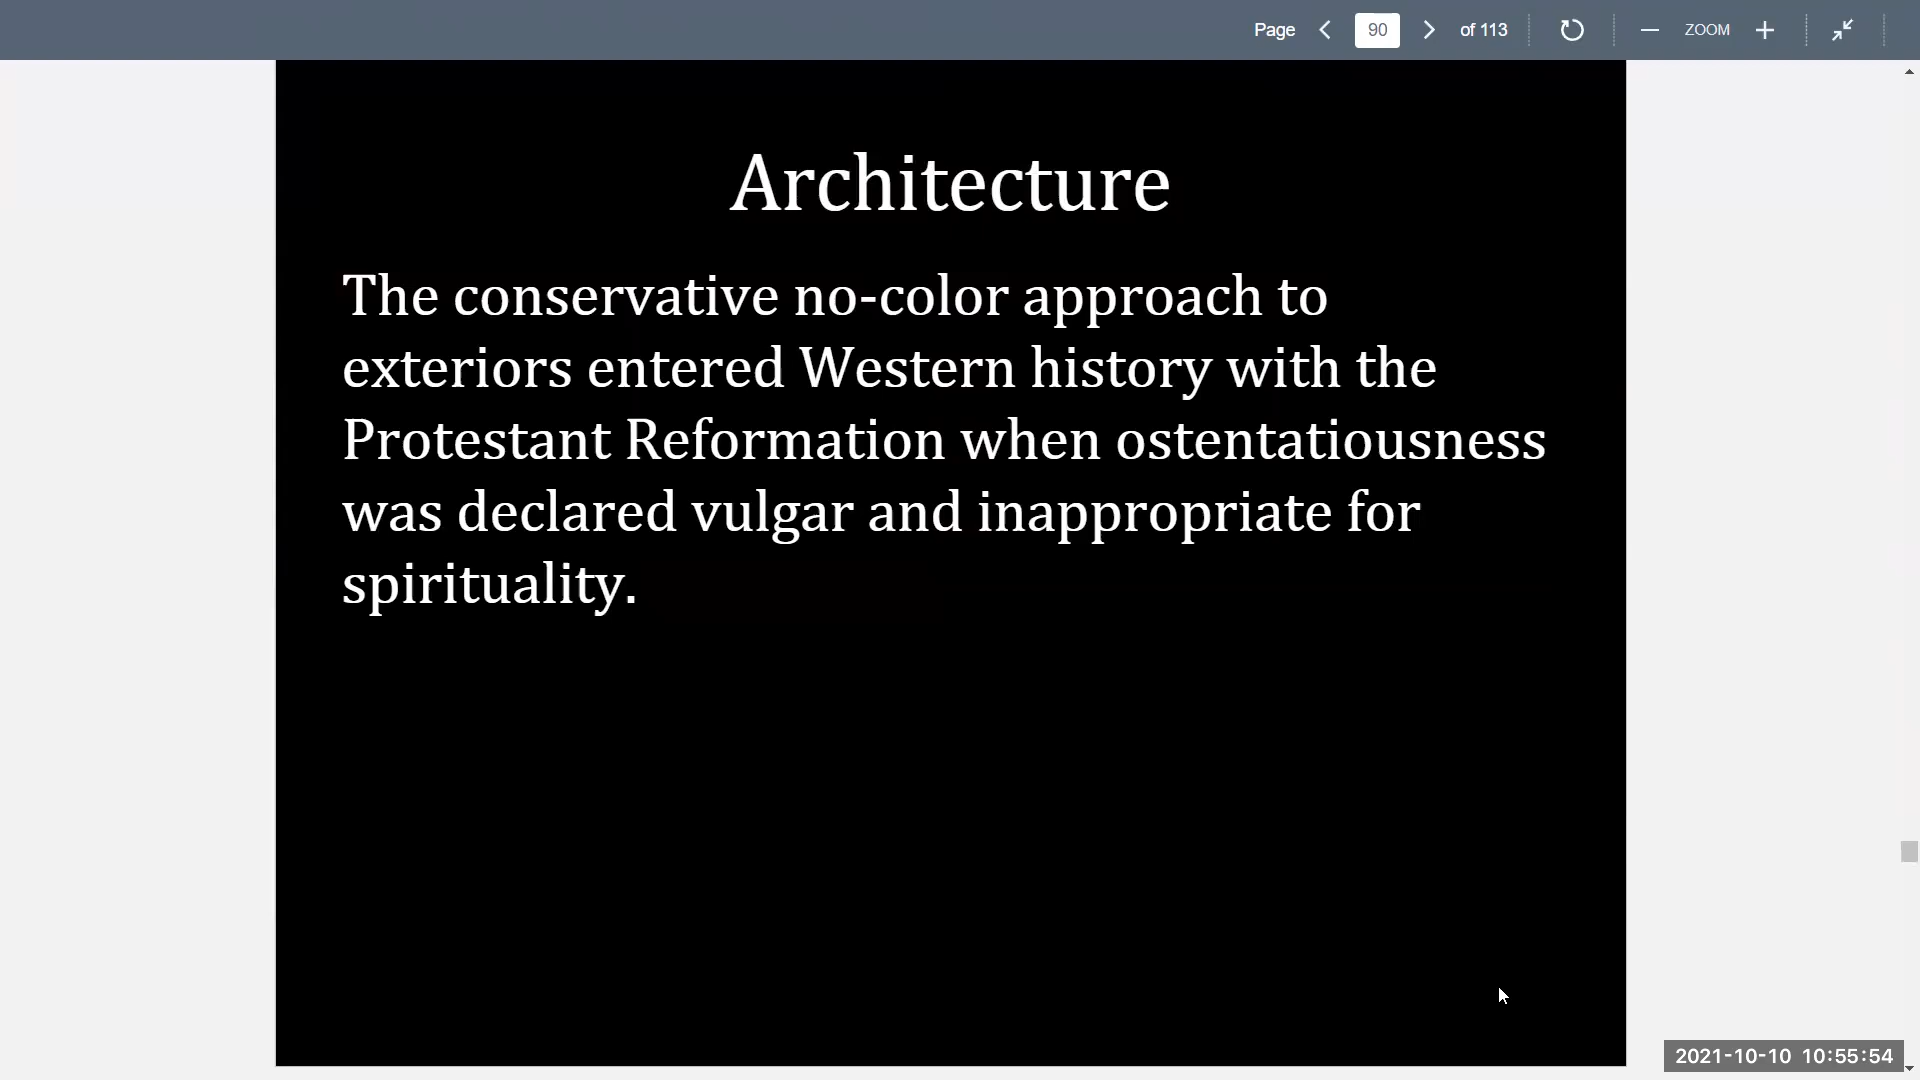 Page 90 of 113 ZOOM
Architecture
The conservative no-color approach to
exteriors entered Western history with the
Protestant Reformation when ostentatiousness
was declared vulgar and inappropriate for
spirituality.
2021-10-10 10:55:54